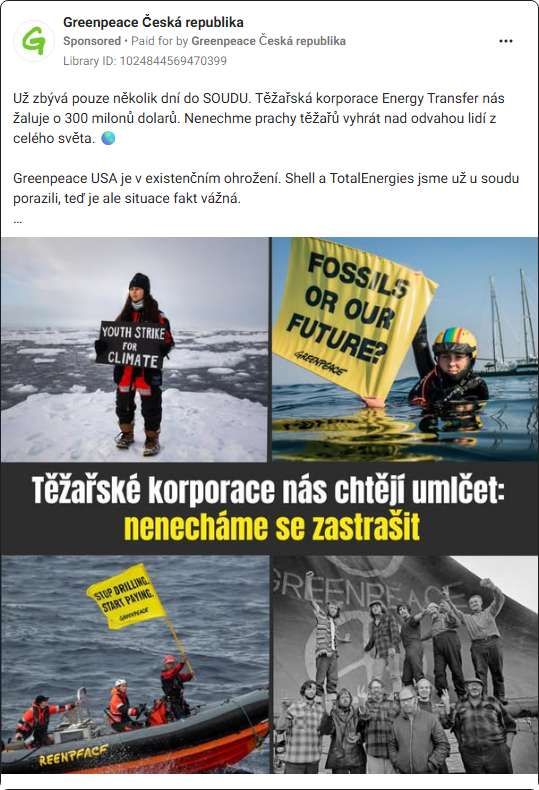 Greenpeace Česká republika
Sponsored • Paid for by Greenpeace Česká republika
Library ID: 1024844569470399
Už zbývá pouze několik dní do SOUDU. Těžařská korporace Energy Transfer nás
žaluje o 300 milonů dolarů. Nenechme prachy těžařů vyhrát nad odvahou lidí z
celého světa. 🌎
Greenpeace USA je v existenčním ohrožení. Shell a TotalEnergies jsme už u soudu
porazili, teď je ale situace fakt vážná.
...
YOUTH STRIKE
FOR
CLIMATE
FOSSILS
OR OUR
FUTURE?
GREENPEACE
Těžařské korporace nás chtějí umlčet:
nenecháme se zastrašit
STOP DRILLING.
START PAYING.
GREENPEACE
REENPEACE
GREENPEACE